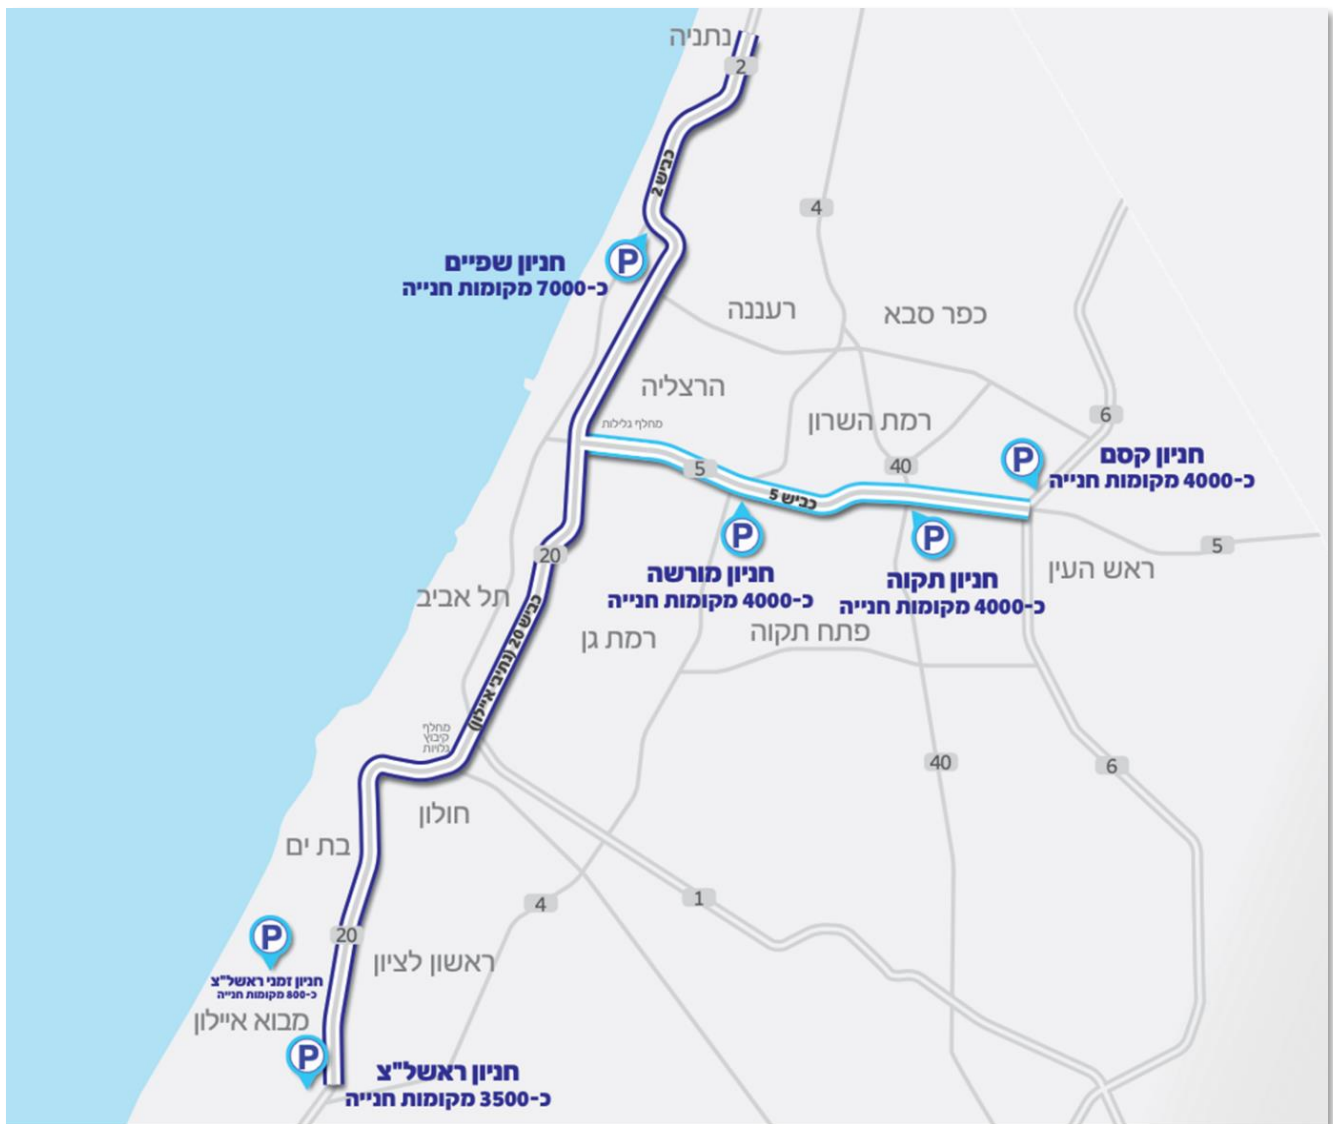 נתניה
2
כביש 2
4
חניון שפיים
כ-7000 מקומות חנייה
רעננה
כפר סבא
הרצליה
6
רמת השרון
מחלף גלילות
P
P
חניון קסם
כ-4000 מקומות חנייה
40
5
כביש 5
P
P
5
20
חניון מורשה
כ-4000 מקומות חנייה
חניון תקוה
כ-4000 מקומות חנייה
ראש העין
תל אביב
כביש 20 (נתיבי איילון)
רמת גן
פתח תקוה
מחלף
קיבוץ
גלויות
40
6
חולון
בת ים
1
4
P
20
ראשון לציון
חניון זמני ראשל"צ
כ-800 מקומות חנייה
מבוא איילון
P
חניון ראשל"צ
כ-3500 מקומות חנייה